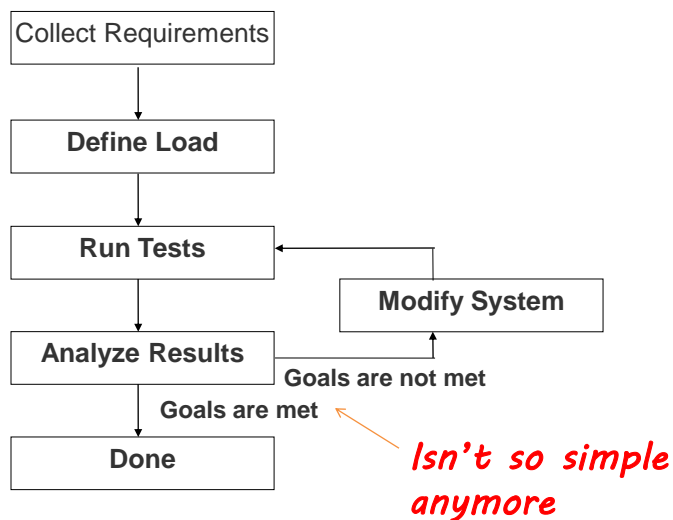 Collect Requirements
Define Load
Run Tests
Modify System
Analyze Results
Goals are not met
Goals are met
Done
Isn't so simple
anymore